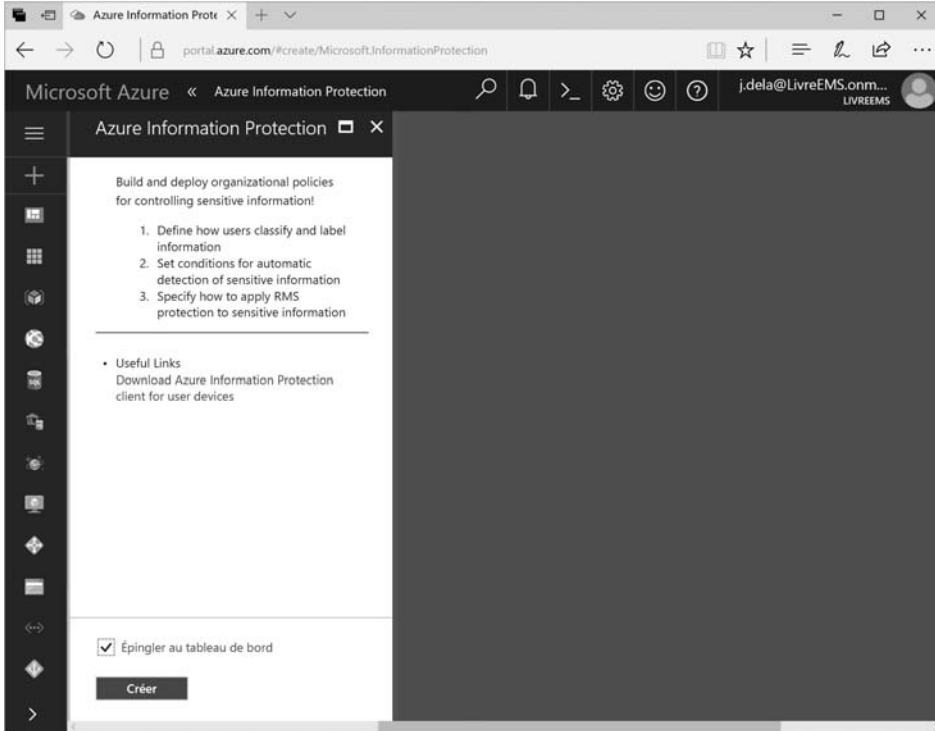 Azure Information Prote
portal.azure.com/#create/Microsoft.InformationProtection
Microsoft Azure « Azure Information Protection
j.dela@LivreEMS.onm...
LIVREEMS
Azure Information Protection
Build and deploy organizational policies
for controlling sensitive information!
1. Define how users classify and label
information
2. Set conditions for automatic
detection of sensitive information
3. Specify how to apply RMS
protection to sensitive information
• Useful Links
Download Azure Information Protection
client for user devices
SQL
Épingler au tableau de bord
Créer